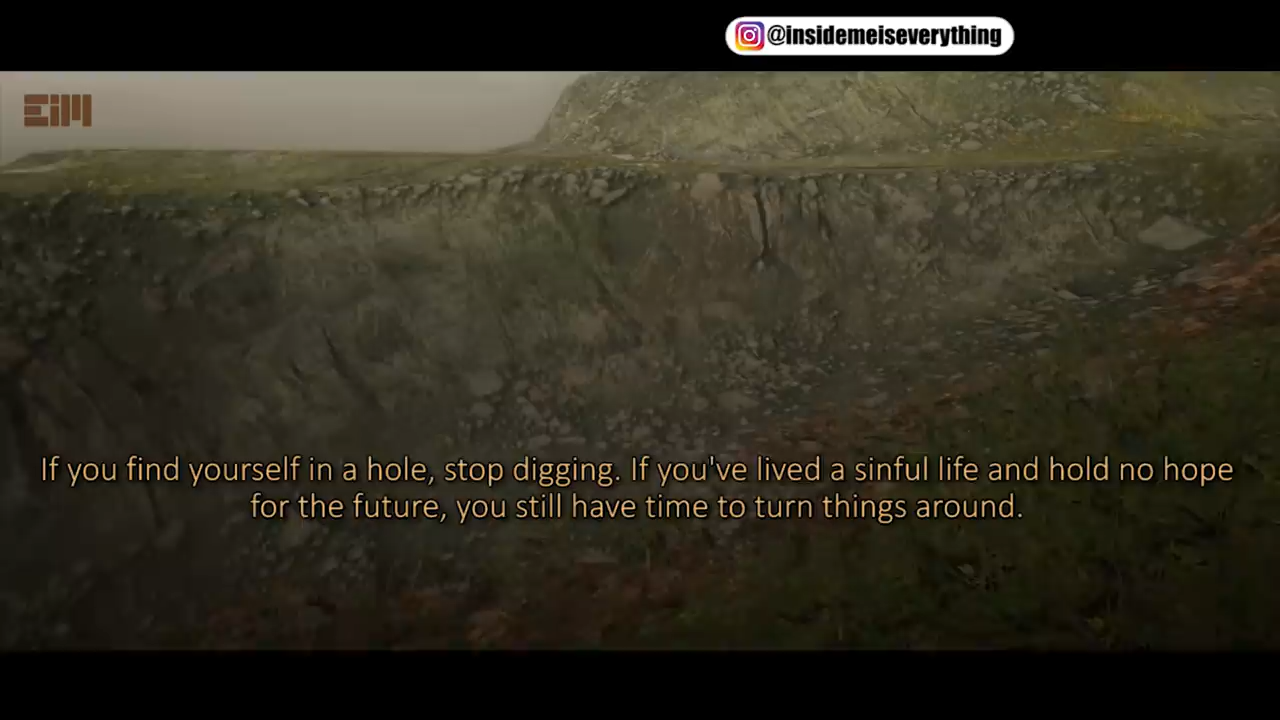 @insidemeiseverything
EiM
If you find yourself in a hole, stop digging. If you've lived a sinful life and hold no hope
for the future, you still have time to turn things around.